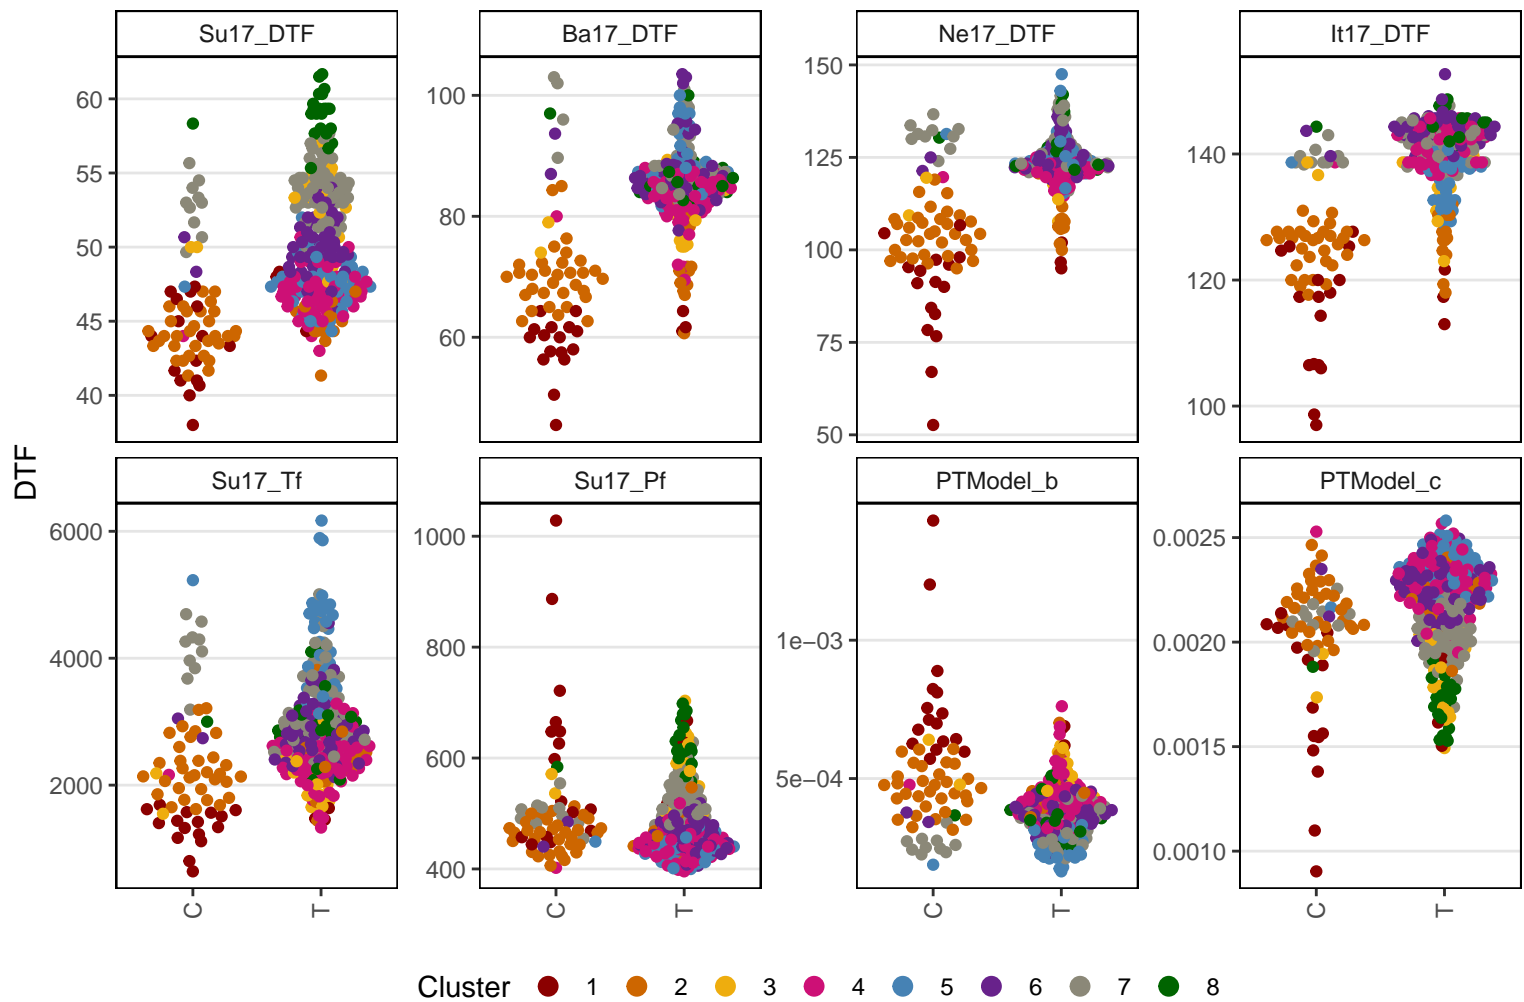 Su17_DTF Ba17_DTF Ne17_DTF It17_DTF
60 55 50 45 40
100 80 60
150 125 100 75 50
140 120 100
DTF
Su17_Tf Su17_Pf PTModel_b PTModel_c
6000 4000 2000
1000 800 600 400
1e−03 5e−04
0.0025 0.0020 0.0015 0.0010
C T C T C T C T
Cluster 1 2 3 4 5 6 7 8